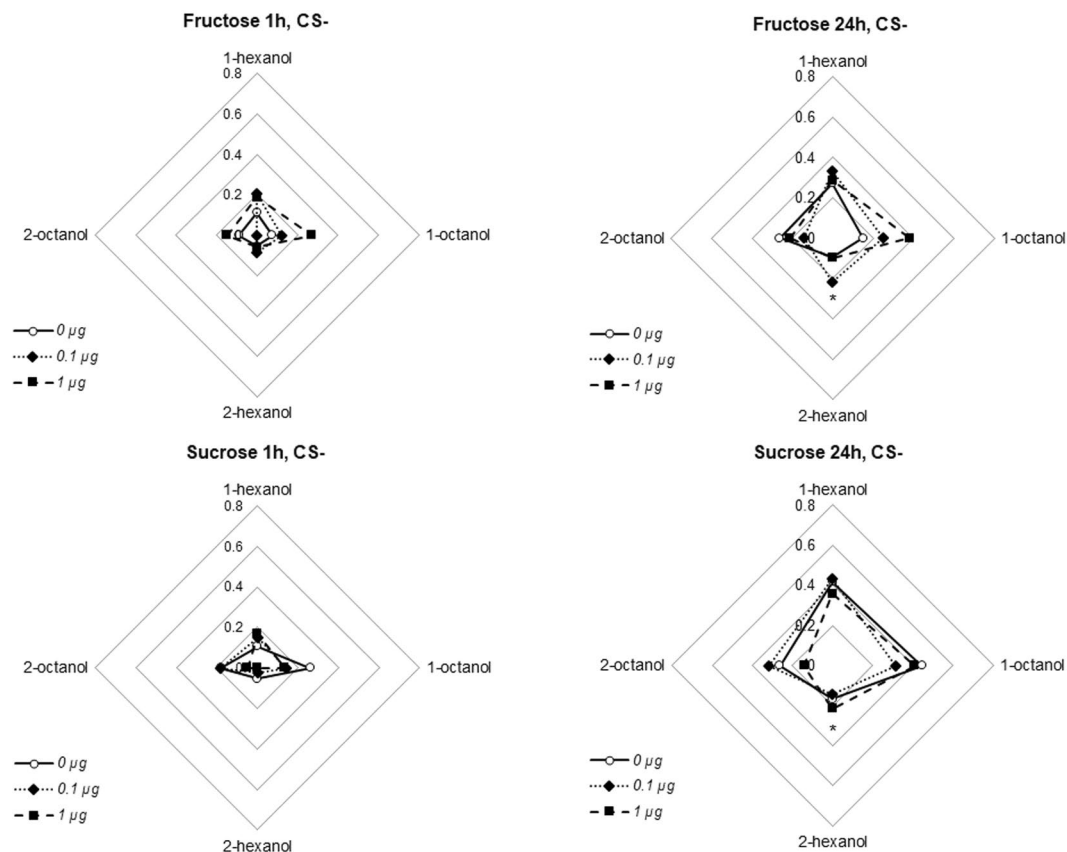 Fructose 1h, CS-
1-hexanol
0.8
0.6
0.4
0.2
2-octanol
1-octanol
0 µg
0.1 µg
1 µg
2-hexanol
Fructose 24h, CS-
1-hexanol
0.8
0.6
0.4
0.2
0
2-octanol
1-octanol
*
0 µg
0.1 µg
1 µg
2-hexanol
Sucrose 1h, CS-
1-hexanol
0.8
0.6
0.4
0.2
0
2-octanol
1-octanol
0 µg
0.1 µg
1 µg
2-hexanol
Sucrose 24h, CS-
1-hexanol
0.8
0.6
0.4
0.2
0
2-octanol
1-octanol
*
0 µg
0.1 µg
1 µg
2-hexanol